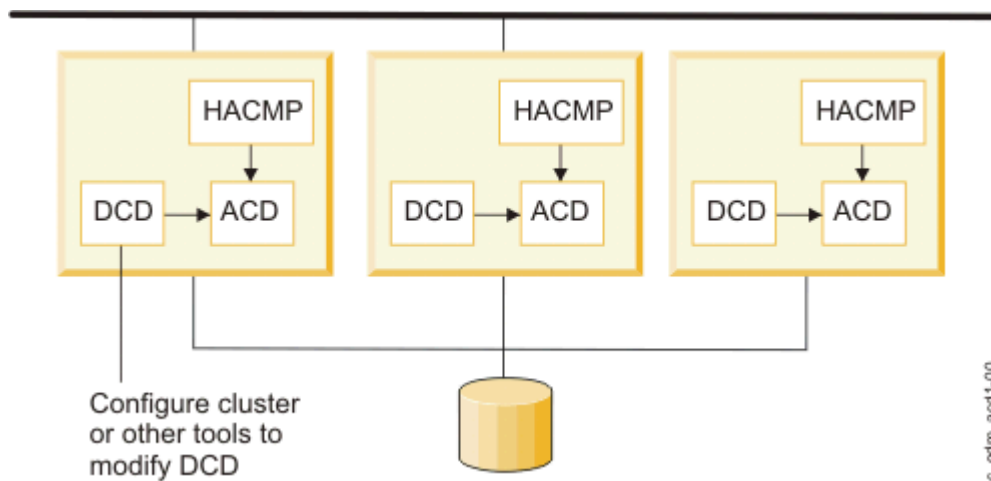 HACMP
DCD
ACD
HACMP
DCD
ACD
HACMP
DCD
ACD
Configure cluster
or other tools to
modify DCD